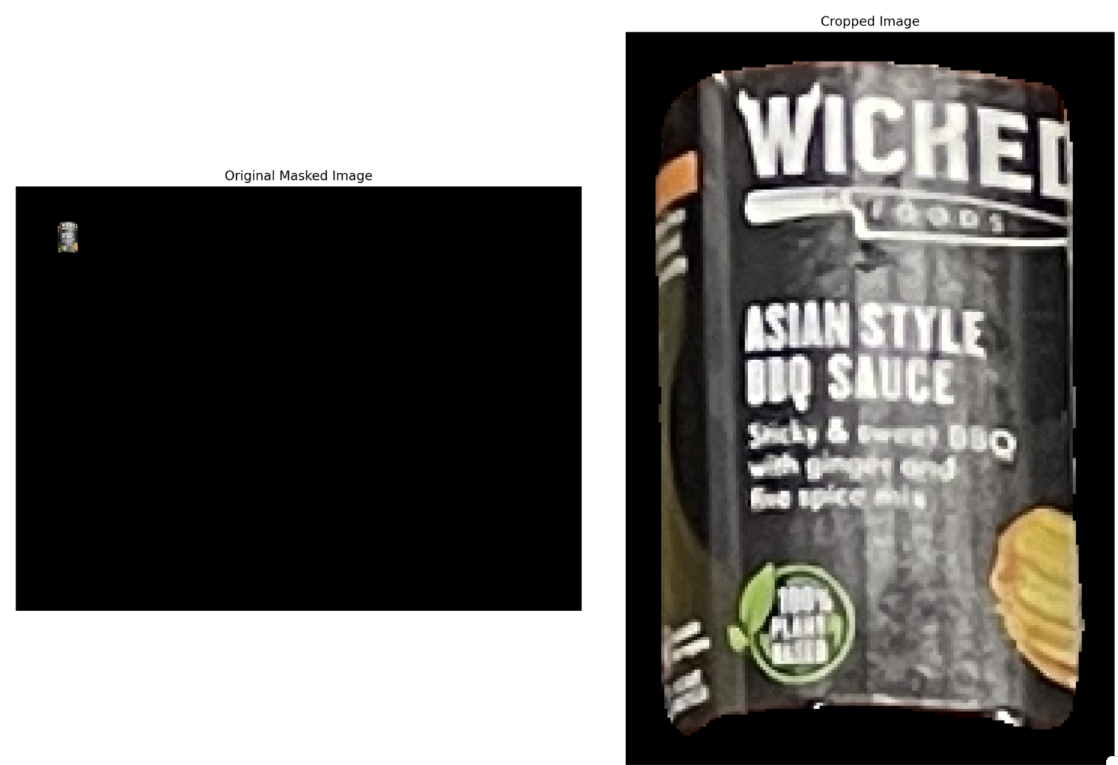 Original Masked Image
Cropped Image
WICKED
FOODS
ASIAN STYLE
BBQ SAUCE
Sticky & sweet BBQ
with ginger and
five spice mix
100%
PLANT
BASED